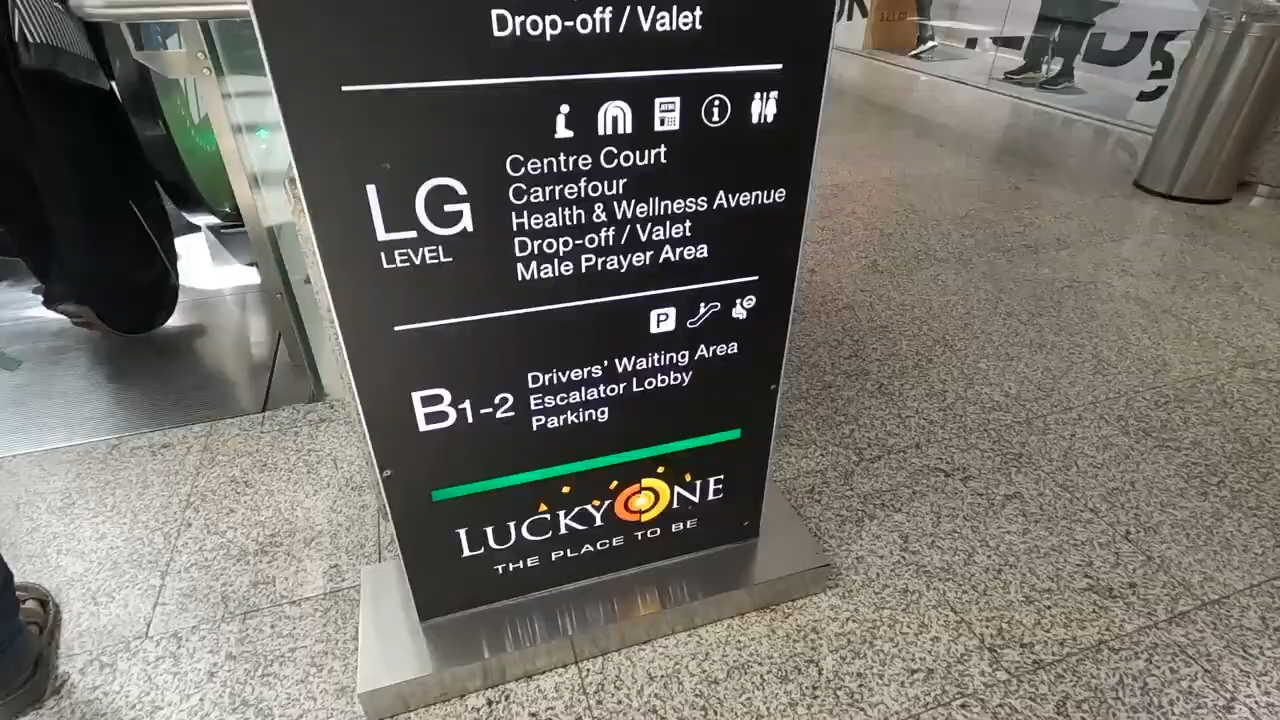 Drop-off / Valet
ATM
i
LG
LEVEL
Centre Court
Carrefour
Health & Wellness Avenue
Drop-off / Valet
Male Prayer Area
P
B1-2
Drivers' Waiting Area
Escalator Lobby
Parking
LUCKYONE
THE PLACE TO BE